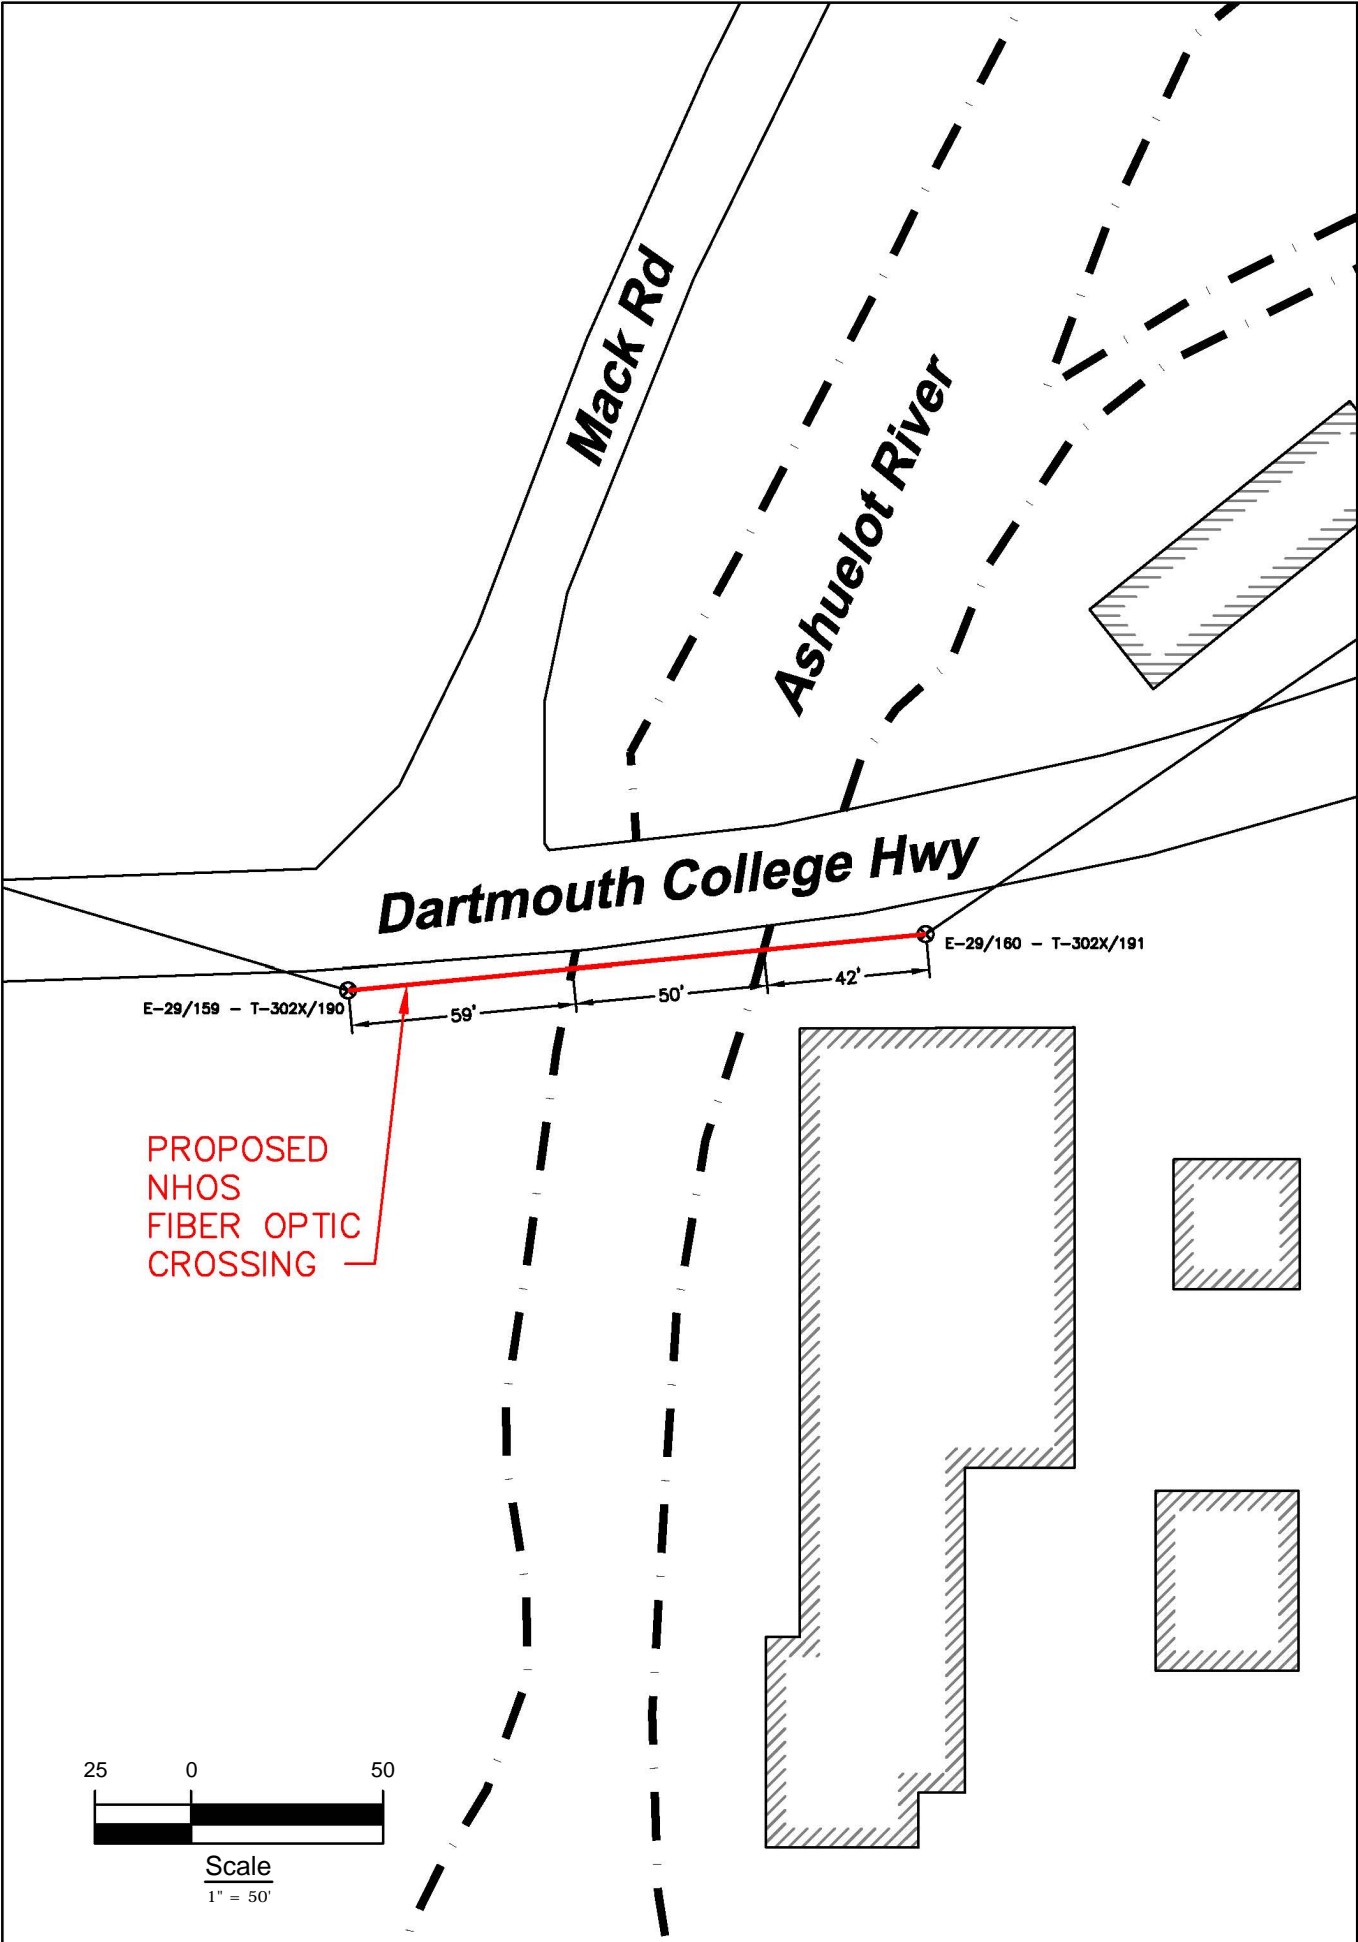 Mack Rd
Ashuelot River
Dartmouth College Hwy
E-29/160 - T-302X/191
E-29/159 - T-302X/190
59'
50'
42'
PROPOSED
NHOS
FIBER OPTIC
CROSSING
25 0 50
Scale
1" = 50'